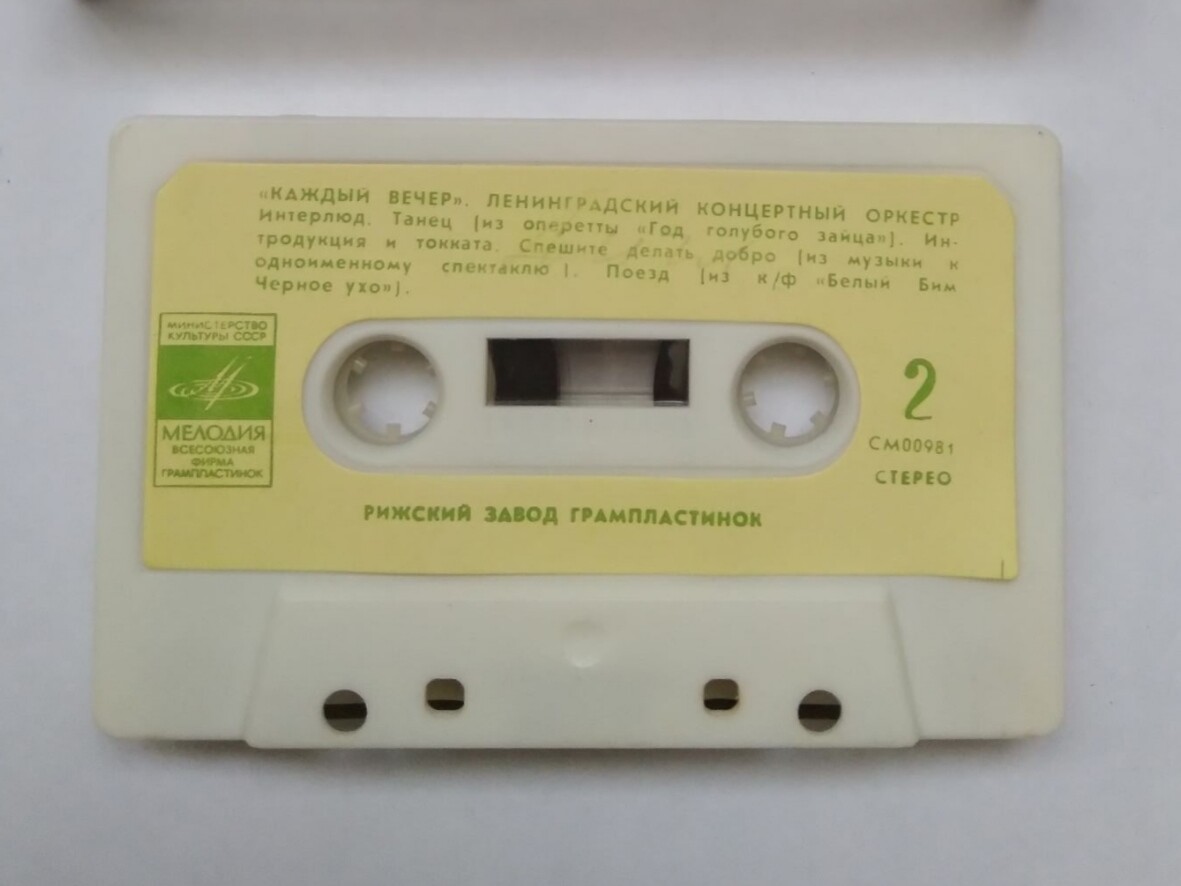 «КАЖДЫЙ ВЕЧЕР». ЛЕНИНГРАДСКИЙ КОНЦЕРТНЫЙ ОРКЕСТР
Интерлюд. Танец [из оперетты «Год голубого зайца»]. Ин-
тродукция и токката. Спешите делать добро [из музыки к
одноименному спектаклю]. Поезд [из к/ф «Белый Бим
Черное ухо»].
МИНИСТЕРСТВО
КУЛЬТУРЫ СССР
МЕЛОДИЯ
ВСЕСОЮЗНАЯ
ФИРМА
ГРАМПЛАСТИНОК
2
СМ00981
СТЕРЕО
РИЖСКИЙ ЗАВОД ГРАМПЛАСТИНОК